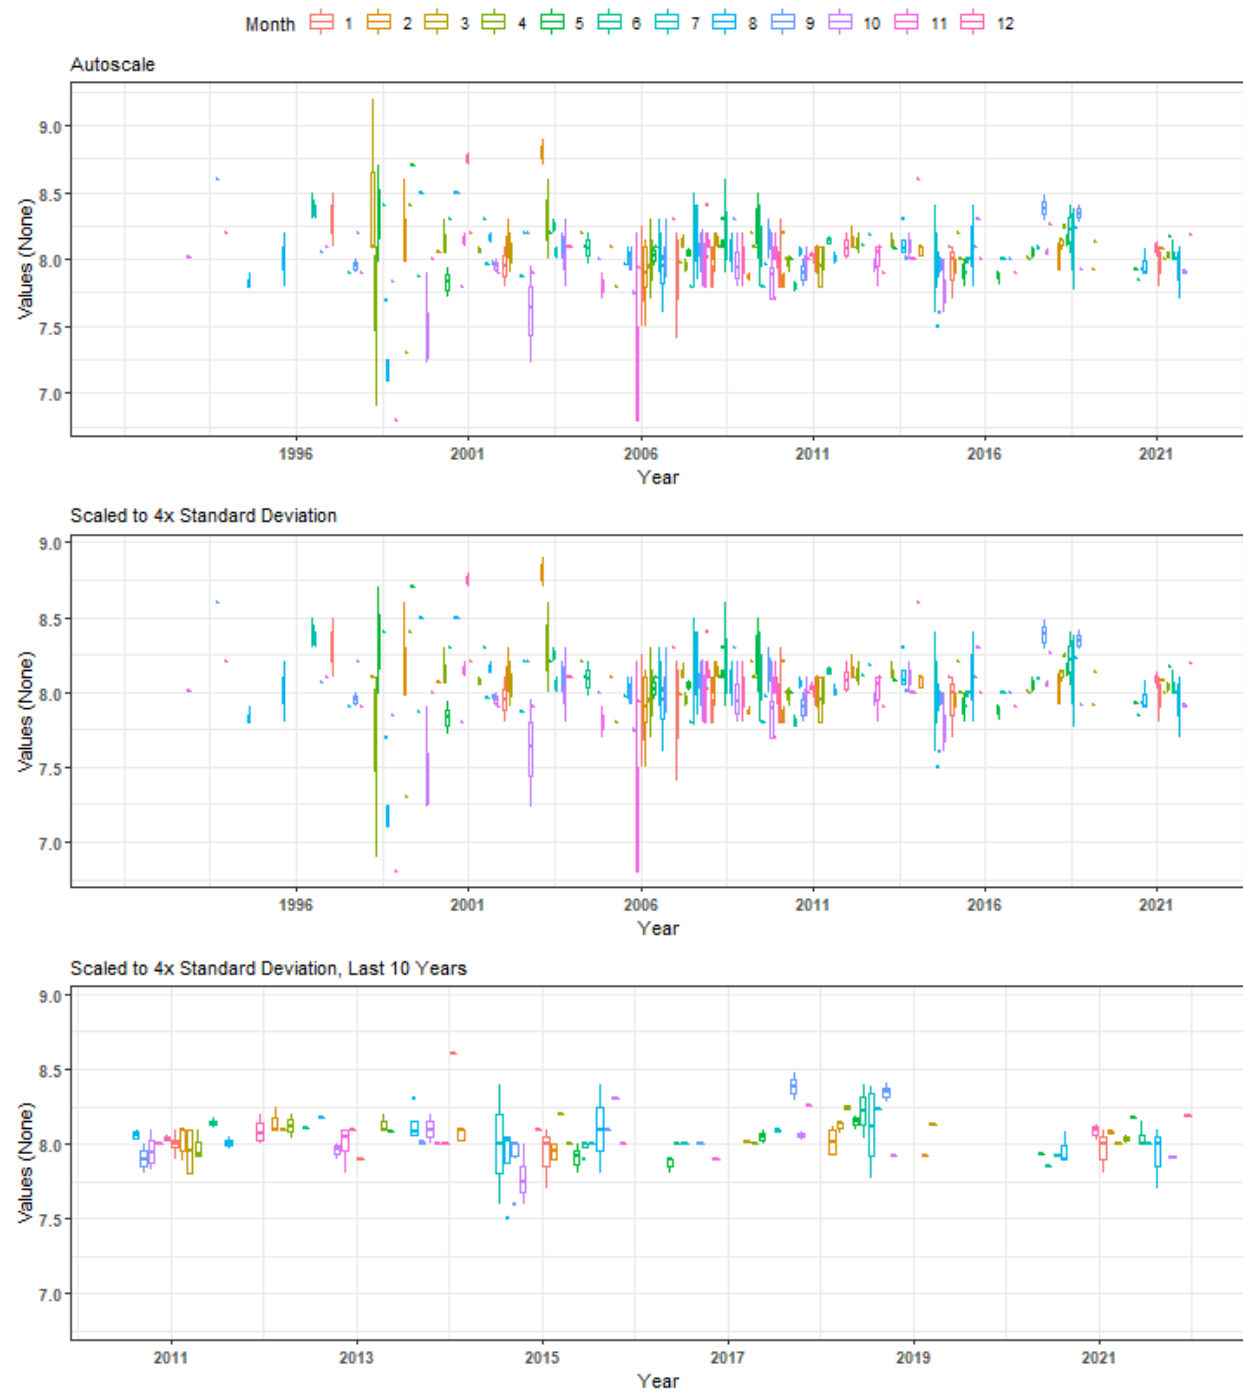 Month 1 2 3 4 5 6 7 8 9 10 11 12
Autoscale
Values (None)
9.0
8.5
8.0
7.5
7.0
1996 2001 2006 2011 2016 2021
Year
Scaled to 4x Standard Deviation
Values (None)
9.0
8.5
8.0
7.5
7.0
1996 2001 2006 2011 2016 2021
Year
Scaled to 4x Standard Deviation, Last 10 Years
Values (None)
9.0
8.5
8.0
7.5
7.0
2011 2013 2015 2017 2019 2021
Year